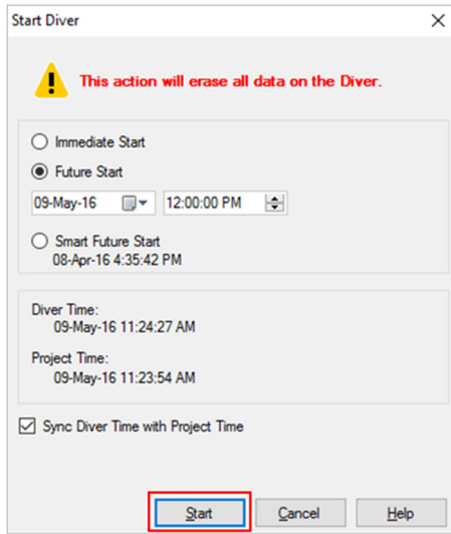 Start Diver
This action will erase all data on the Diver.
Immediate Start
Future Start
09-May-16 12:00:00 PM
Smart Future Start
08-Apr-16 4:35:42 PM
Diver Time:
09-May-16 11:24:27 AM
Project Time:
09-May-16 11:23:54 AM
Sync Diver Time with Project Time
Start Cancel Help